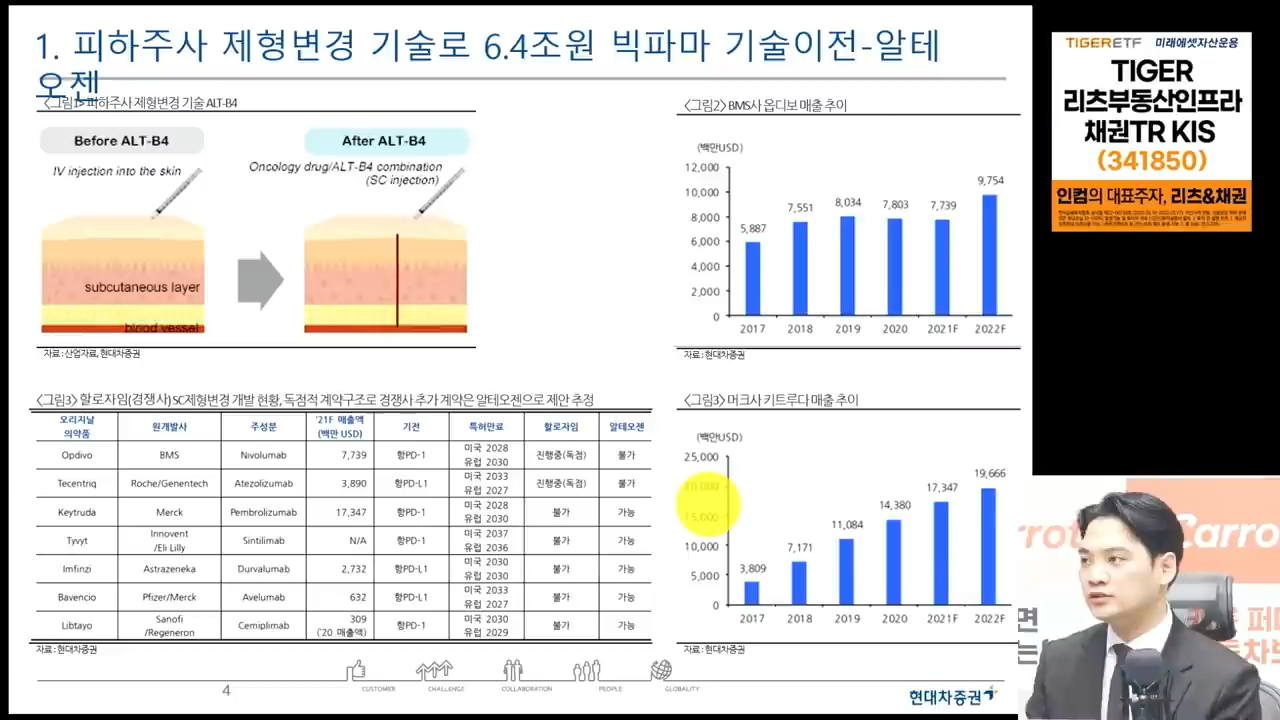 1. 피하주사 제형변경 기술로 6.4조원 빅파마 기술이전-알테
오젠
<그림1> 피하주사 제형변경 기술 ALT-B4
Before ALT-B4
After ALT-B4
IV injection into the skin
Oncology drug/ALT-B4 combination
(SC injection)
subcutaneous layer
blood vessel
자료 : 산업자료, 현대차증권
<그림2> BMS사 옵디보 매출 추이
(백만USD)
12,000
10,000
8,000
6,000
4,000
2,000
0
5,887
7,551
8,034
7,803
7,739
9,754
2017 2018 2019 2020 2021F 2022F
자료 : 현대차증권
<그림3> 할로자임(경쟁사) SC제형변경 개발 현황, 독점적 계약구조로 경쟁사 추가 계약은 알테오젠으로 제안 추정
오리지날 의약품 원개발사 주성분 '21F 매출액 (백만 USD) 기전 특허만료 할로자임 알테오젠
Opdivo BMS Nivolumab 7,739 항PD-1 미국 2028 유럽 2030 진행중(독점) 불가
Tecentriq Roche/Genentech Atezolizumab 3,890 항PD-L1 미국 2033 유럽 2027 진행중(독점) 불가
Keytruda Merck Pembrolizumab 17,347 항PD-1 미국 2028 유럽 2030 불가 가능
Tyvyt Innovent /Eli Lilly Sintilimab N/A 항PD-1 미국 2037 유럽 2036 불가 가능
Imfinzi Astrazeneka Durvalumab 2,732 항PD-L1 미국 2030 유럽 2030 불가 가능
Bavencio Pfizer/Merck Avelumab 632 항PD-L1 미국 2033 유럽 2027 불가 가능
Libtayo Sanofi /Regeneron Cemiplimab 309 ('20 매출액) 항PD-1 미국 2030 유럽 2029 불가 가능
자료 : 현대차증권
<그림3> 머크사 키트루다 매출 추이
(백만USD)
25,000
20,000
15,000
10,000
5,000
0
3,809
7,171
11,084
14,380
17,347
19,666
2017 2018 2019 2020 2021F 2022F
자료 : 현대차증권
4
CUSTOMER CHALLENGE COLLABORATION PEOPLE GLOBALITY
현대차증권
TIGER ETF 미래에셋자산운용
TIGER
리츠부동산인프라
채권TR KIS
(341850)
인컴의 대표주자, 리츠&채권
Carro